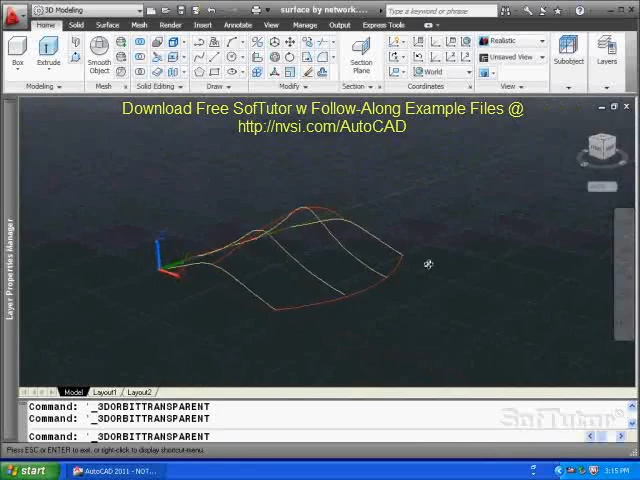 3D Modeling
surface by network....
Type a keyword or phrase
Home Solid Surface Mesh Render Insert Annotate View Manage Output Express Tools
Box
Extrude
Smooth
Object
Section
Plane
World
Realistic
Unsaved View
Subobject
Layers
Modeling Mesh Solid Editing Draw Modify Section Coordinates View
Download Free SofTutor w Follow-Along Example Files @
http://nvsi.com/AutoCAD
Layer Properties Manager
Model Layout1 Layout2
Command: '_3DORBITTRANSPARENT
Command: '_3DORBITTRANSPARENT
Command: '_3DORBITTRANSPARENT
SofTutor
Press ESC or ENTER to exit, or right-click to display shortcut-menu.
start
AutoCAD 2011 - NOT...
3:15 PM